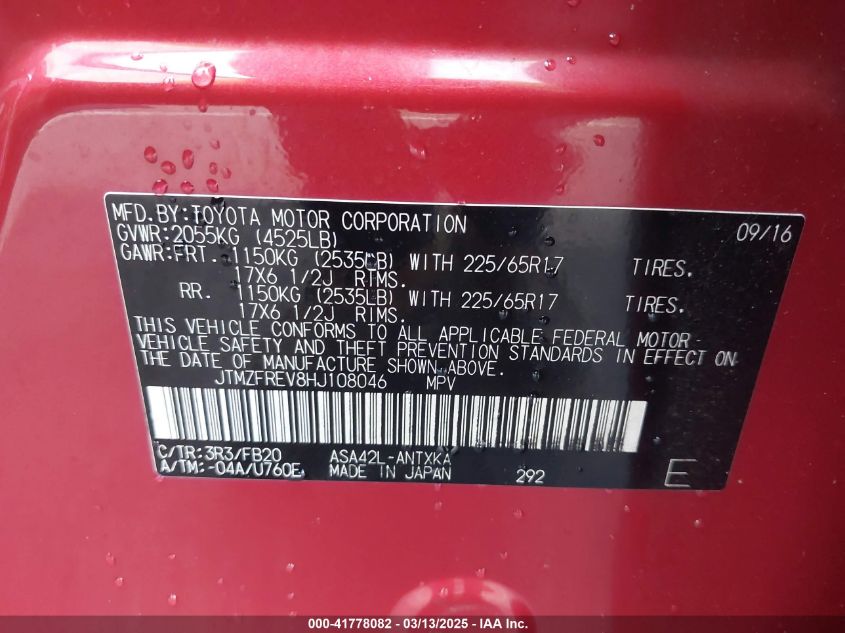 MFD.BY:TOYOTA MOTOR CORPORATION 09/16
GVWR:2055KG (4525LB)
GAWR:FRT. 1150KG (2535LB) WITH 225/65R17 TIRES.
17X6 1/2J RIMS.
RR. 1150KG (2535LB) WITH 225/65R17 TIRES.
17X6 1/2J RIMS.
THIS VEHICLE CONFORMS TO ALL APPLICABLE FEDERAL MOTOR
VEHICLE SAFETY AND THEFT PREVENTION STANDARDS IN EFFECT ON
THE DATE OF MANUFACTURE SHOWN ABOVE.
JTMZFREV8HJ108046 MPV
C/TR:3R3/FB20 ASA42L-ANTXKA
A/TM:-04A/U760E MADE IN JAPAN 292 E
000-41778082 - 03/13/2025 - IAA Inc.